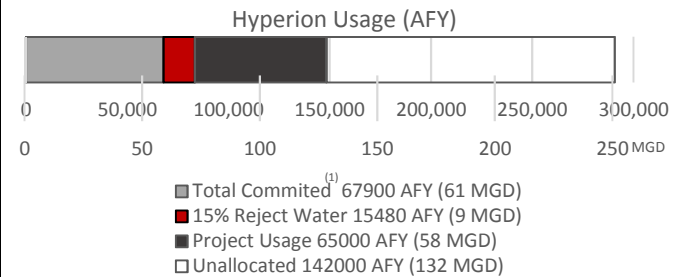 Hyperion Usage (AFY)
0 50,000 100,000 150,000 200,000 250,000 300,000
0 50 100 150 200 250 MGD
Total Commited (1) 67900 AFY (61 MGD)
15% Reject Water 15480 AFY (9 MGD)
Project Usage 65000 AFY (58 MGD)
Unallocated 142000 AFY (132 MGD)